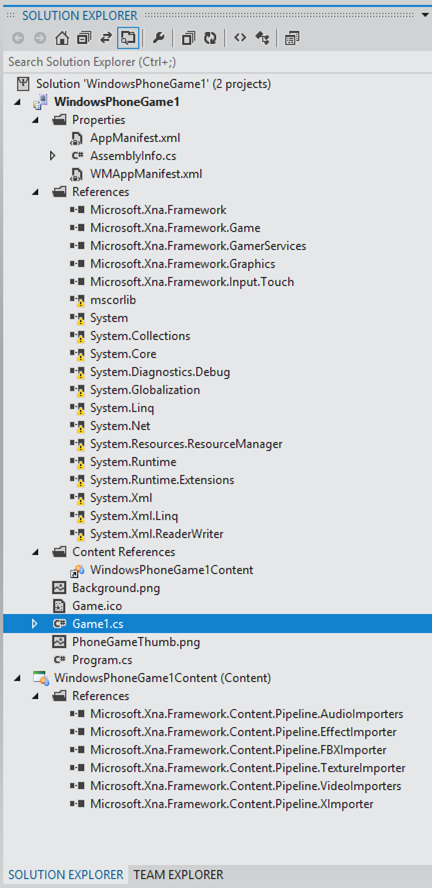 SOLUTION EXPLORER
Search Solution Explorer (Ctrl+;)
Solution 'WindowsPhoneGame1' (2 projects)
WindowsPhoneGame1
Properties
AppManifest.xml
C# AssemblyInfo.cs
WMAppManifest.xml
References
Microsoft.Xna.Framework
Microsoft.Xna.Framework.Game
Microsoft.Xna.Framework.GamerServices
Microsoft.Xna.Framework.Graphics
Microsoft.Xna.Framework.Input.Touch
mscorlib
System
System.Collections
System.Core
System.Diagnostics.Debug
System.Globalization
System.Linq
System.Net
System.Resources.ResourceManager
System.Runtime
System.Runtime.Extensions
System.Xml
System.Xml.Linq
System.Xml.ReaderWriter
Content References
WindowsPhoneGame1Content
Background.png
Game.ico
C# Game1.cs
PhoneGameThumb.png
C# Program.cs
WindowsPhoneGame1Content (Content)
References
Microsoft.Xna.Framework.Content.Pipeline.AudioImporters
Microsoft.Xna.Framework.Content.Pipeline.EffectImporter
Microsoft.Xna.Framework.Content.Pipeline.FBXImporter
Microsoft.Xna.Framework.Content.Pipeline.TextureImporter
Microsoft.Xna.Framework.Content.Pipeline.VideoImporters
Microsoft.Xna.Framework.Content.Pipeline.XImporter
SOLUTION EXPLORER TEAM EXPLORER